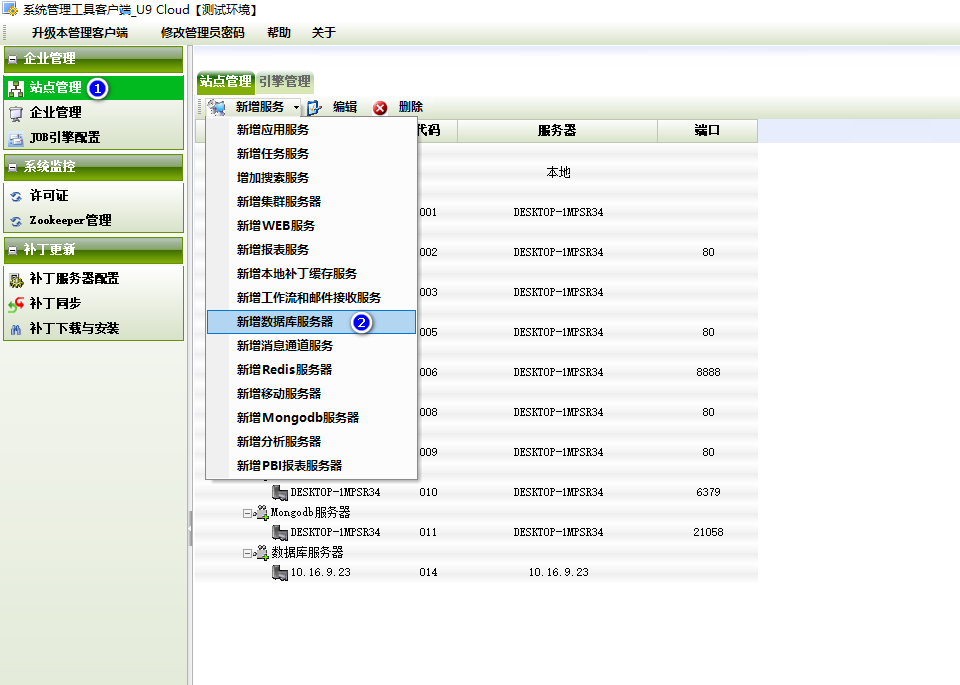 系统管理工具客户端_U9 Cloud【测试环境】
升级本管理客户端 修改管理员密码 帮助 关于
企业管理
站点管理 1
企业管理
JOB引擎配置
系统监控
许可证
Zookeeper管理
补丁更新
补丁服务器配置
补丁同步
补丁下载与安装
站点管理 引擎管理
新增服务 编辑 删除
代码 服务器 端口
新增应用服务
新增任务服务
增加搜索服务
新增集群服务器
新增WEB服务
新增报表服务
新增本地补丁缓存服务
新增工作流和邮件接收服务
新增数据库服务器 2
新增消息通道服务
新增Redis服务器
新增移动服务器
新增Mongodb服务器
新增分析服务器
新增PBI报表服务器
本地
001 DESKTOP-1MPSR34
002 DESKTOP-1MPSR34 80
003 DESKTOP-1MPSR34
005 DESKTOP-1MPSR34 80
006 DESKTOP-1MPSR34 8888
008 DESKTOP-1MPSR34 80
009 DESKTOP-1MPSR34 80
DESKTOP-1MPSR34 010 DESKTOP-1MPSR34 6379
Mongodb服务器
DESKTOP-1MPSR34 011 DESKTOP-1MPSR34 21058
数据库服务器
10.16.9.23 014 10.16.9.23